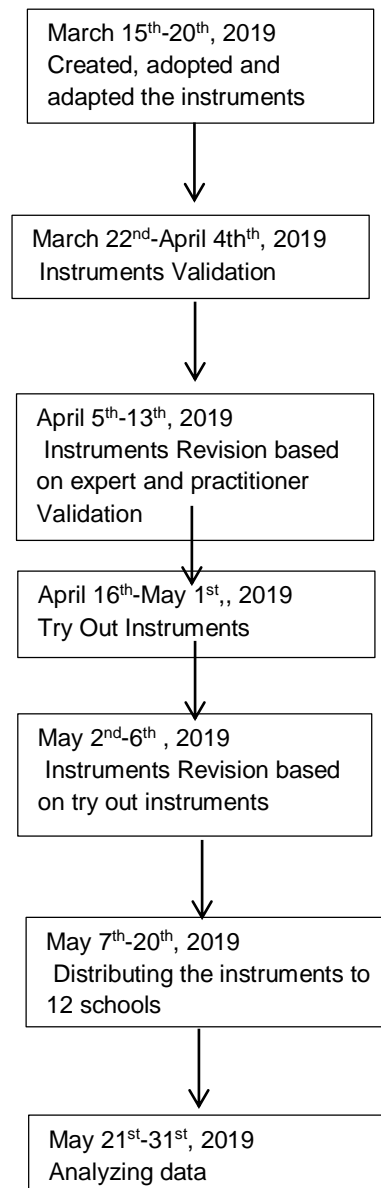 March 15th-20th, 2019
Created, adopted and
adapted the instruments
March 22nd-April 4thth, 2019
Instruments Validation
April 5th-13th, 2019
Instruments Revision based
on expert and practitioner
Validation
April 16th-May 1st,, 2019
Try Out Instruments
May 2nd-6th , 2019
Instruments Revision based
on try out instruments
May 7th-20th, 2019
Distributing the instruments to
12 schools
May 21st-31st, 2019
Analyzing data